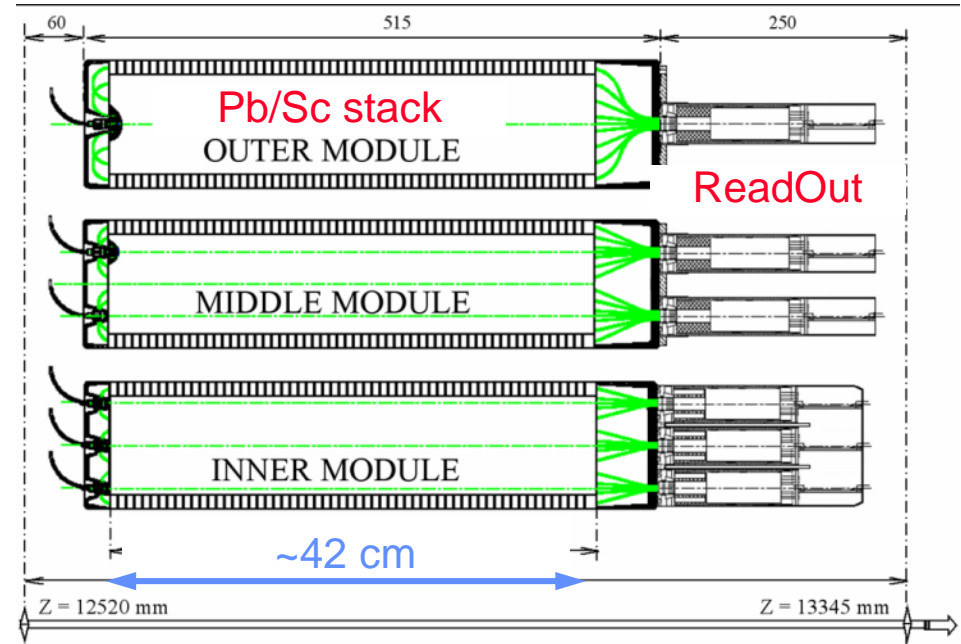 60 515 250
Pb/Sc stack
OUTER MODULE
ReadOut
MIDDLE MODULE
INNER MODULE
~42 cm
Z = 12520 mm Z = 13345 mm